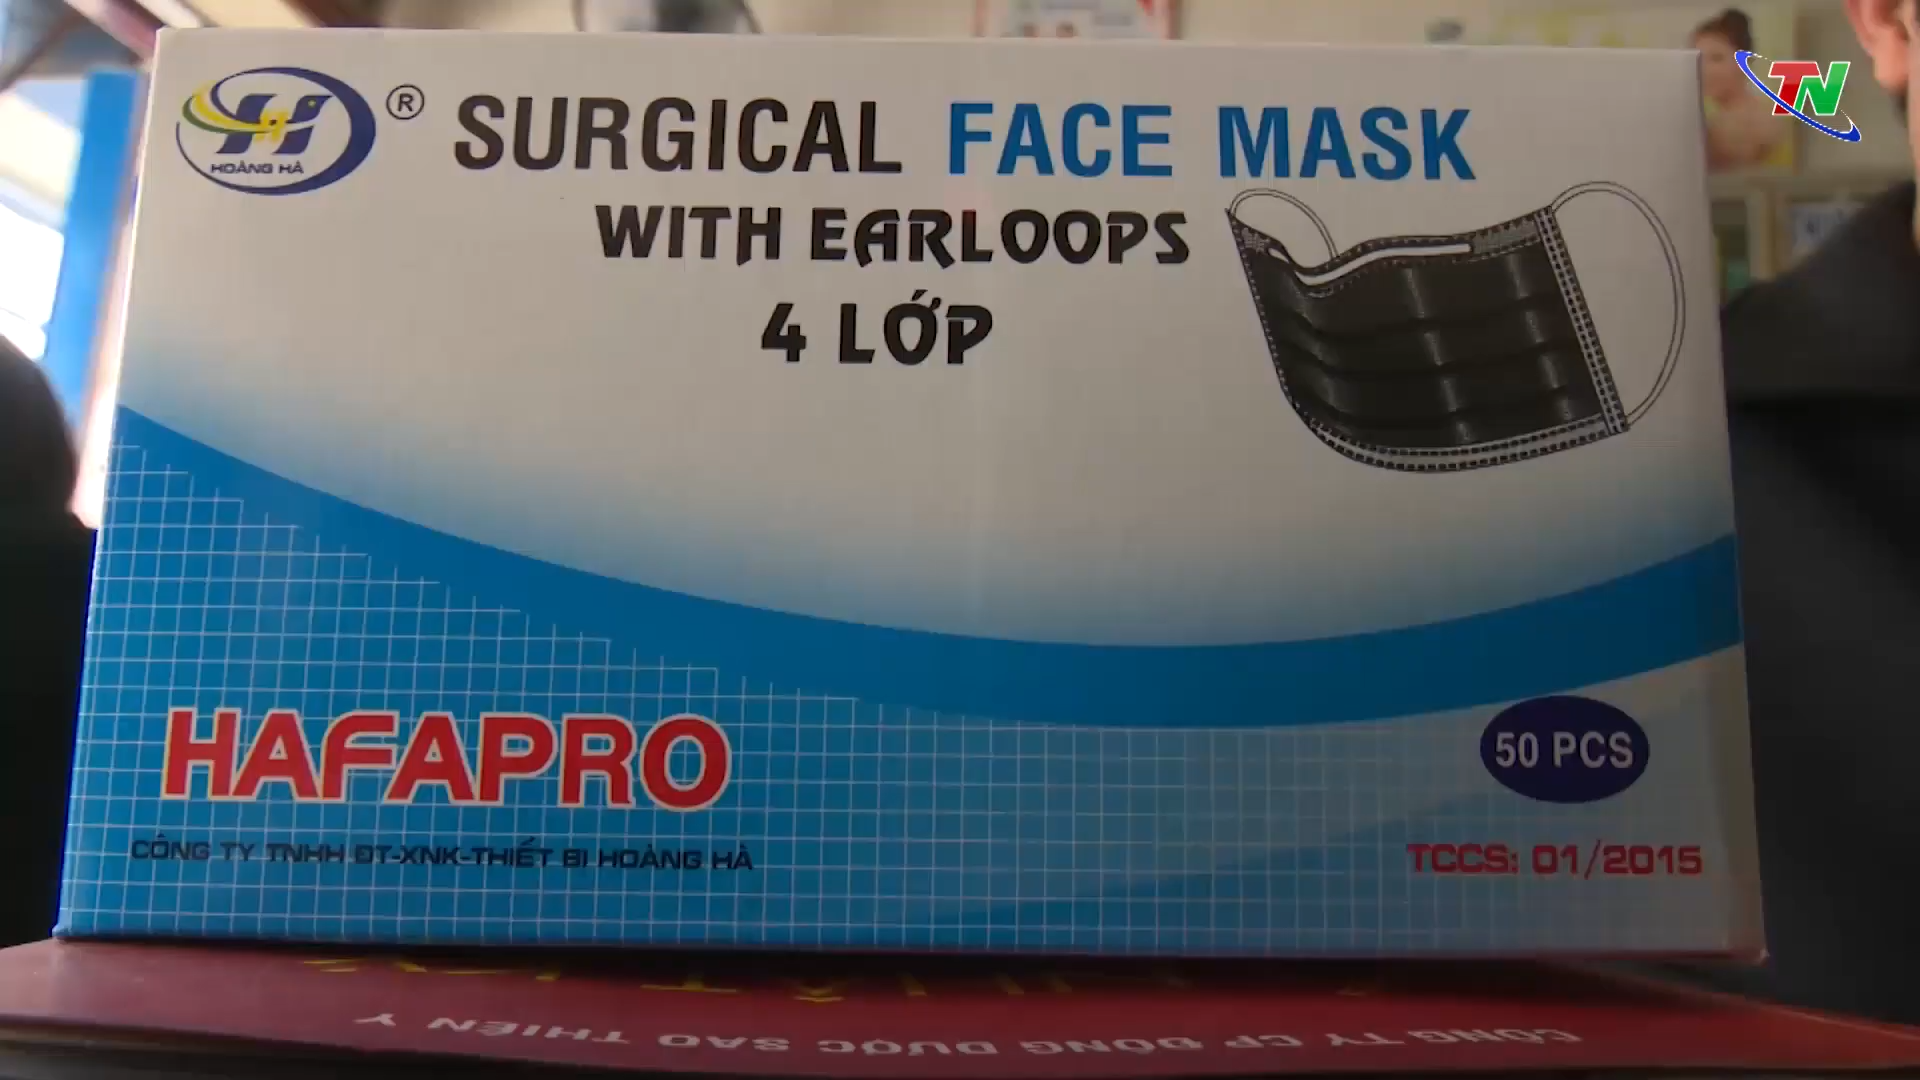 HOÀNG HÀ
®
SURGICAL FACE MASK
WITH EARLOOPS
4 LỚP
HAFAPRO
CÔNG TY TNHH ĐT-XNK-THIẾT BỊ HOÀNG HÀ
50 PCS
TCCS: 01/2015
CÔNG TY CP ĐÔNG DƯỢC SAO THIÊN Y
TN